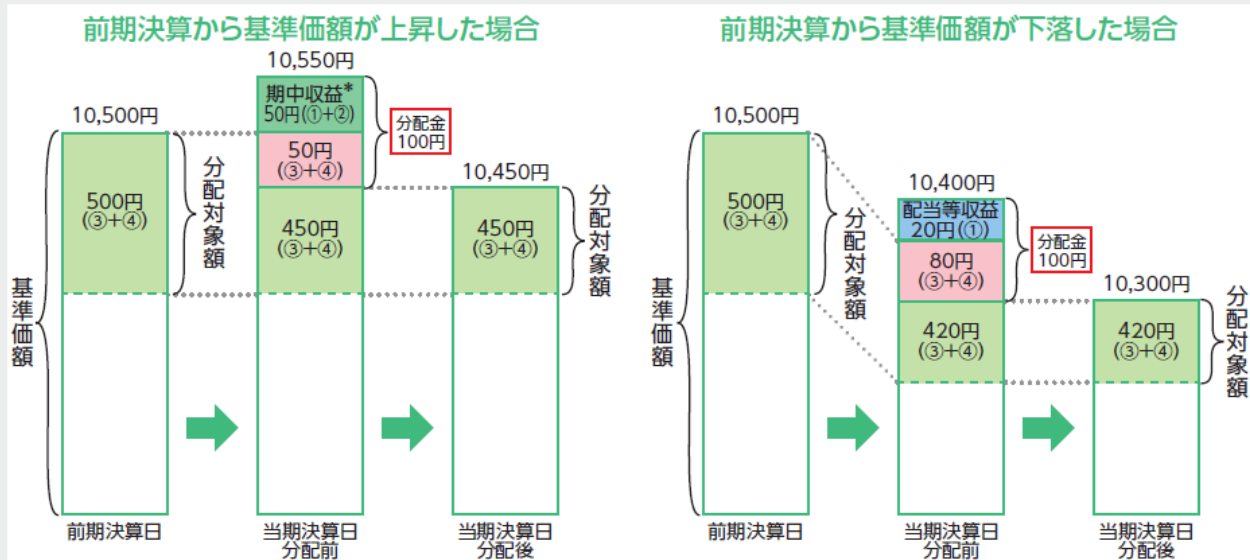 前期決算から基準価額が上昇した場合
10,500円
500円
(③+④)
分配対象額
基準価額
前期決算日
10,550円
期中収益*
50円(①+②)
50円
(③+④)
450円
(③+④)
分配金
100円
当期決算日
分配前
10,450円
450円
(③+④)
分配対象額
当期決算日
分配後
前期決算から基準価額が下落した場合
10,500円
500円
(③+④)
分配対象額
基準価額
前期決算日
10,400円
配当等収益
20円(①)
80円
(③+④)
420円
(③+④)
分配金
100円
当期決算日
分配前
10,300円
420円
(③+④)
分配対象額
当期決算日
分配後